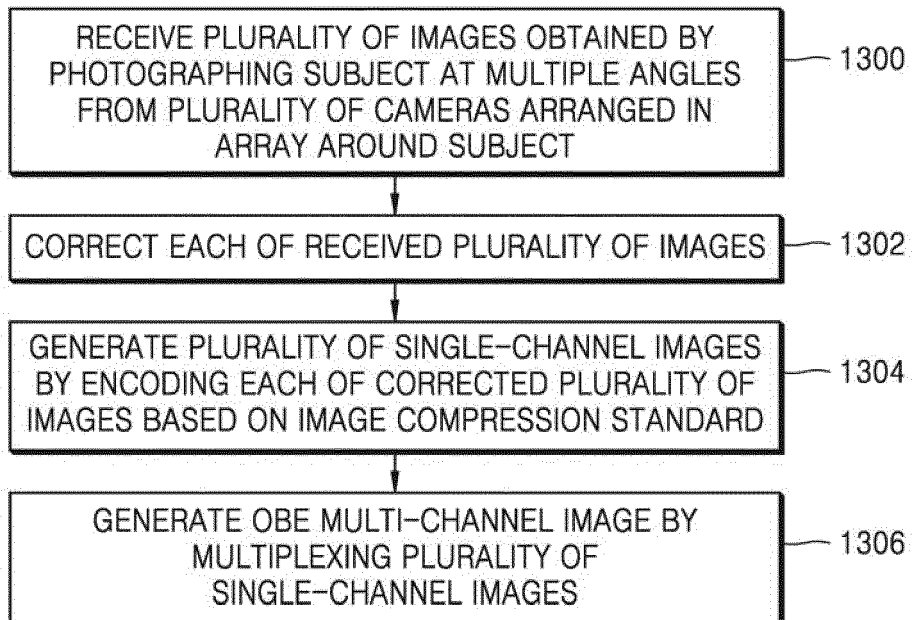 RECEIVE PLURALITY OF IMAGES OBTAINED BY
PHOTOGRAPHING SUBJECT AT MULTIPLE ANGLES
FROM PLURALITY OF CAMERAS ARRANGED IN
ARRAY AROUND SUBJECT
1300
CORRECT EACH OF RECEIVED PLURALITY OF IMAGES
1302
GENERATE PLURALITY OF SINGLE-CHANNEL IMAGES
BY ENCODING EACH OF CORRECTED PLURALITY OF
IMAGES BASED ON IMAGE COMPRESSION STANDARD
1304
GENERATE OBE MULTI-CHANNEL IMAGE BY
MULTIPLEXING PLURALITY OF
SINGLE-CHANNEL IMAGES
1306